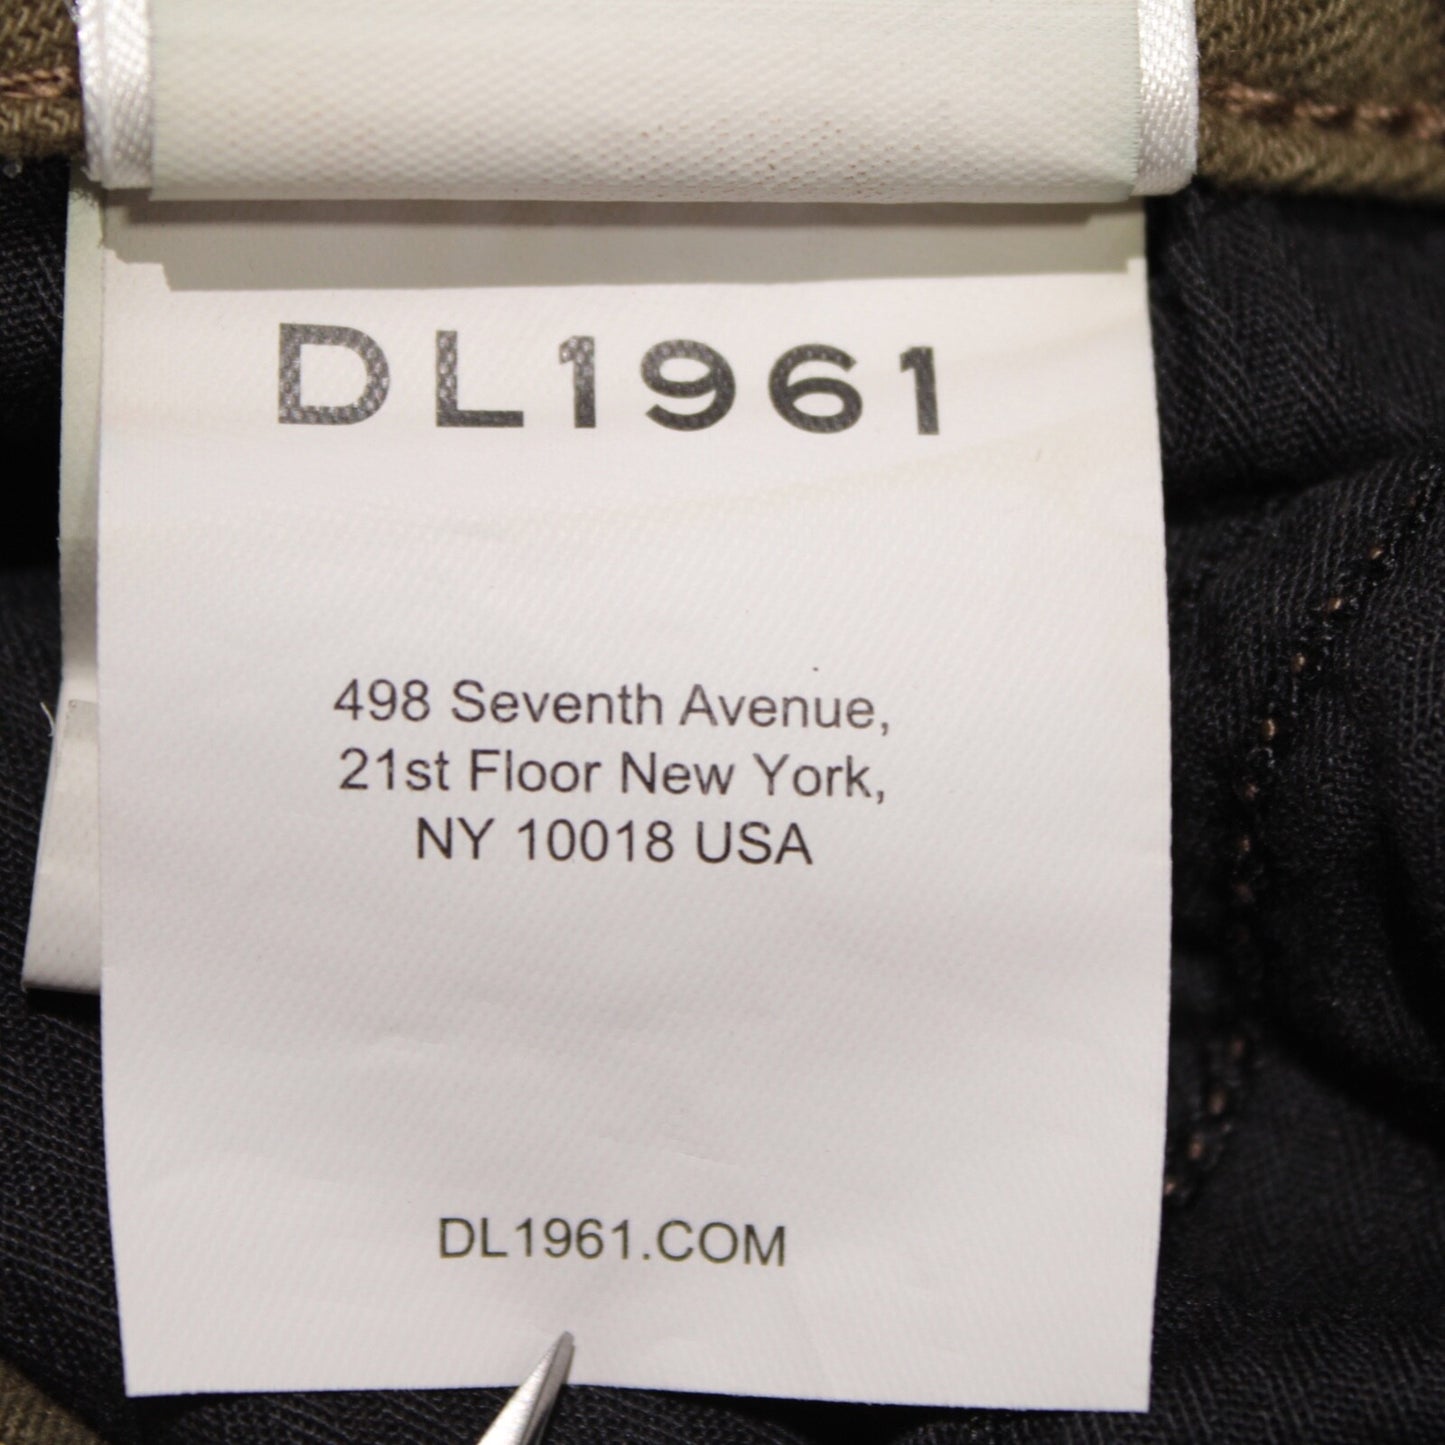 DL1961
498 Seventh Avenue,
21st Floor New York,
NY 10018 USA
DL1961.COM